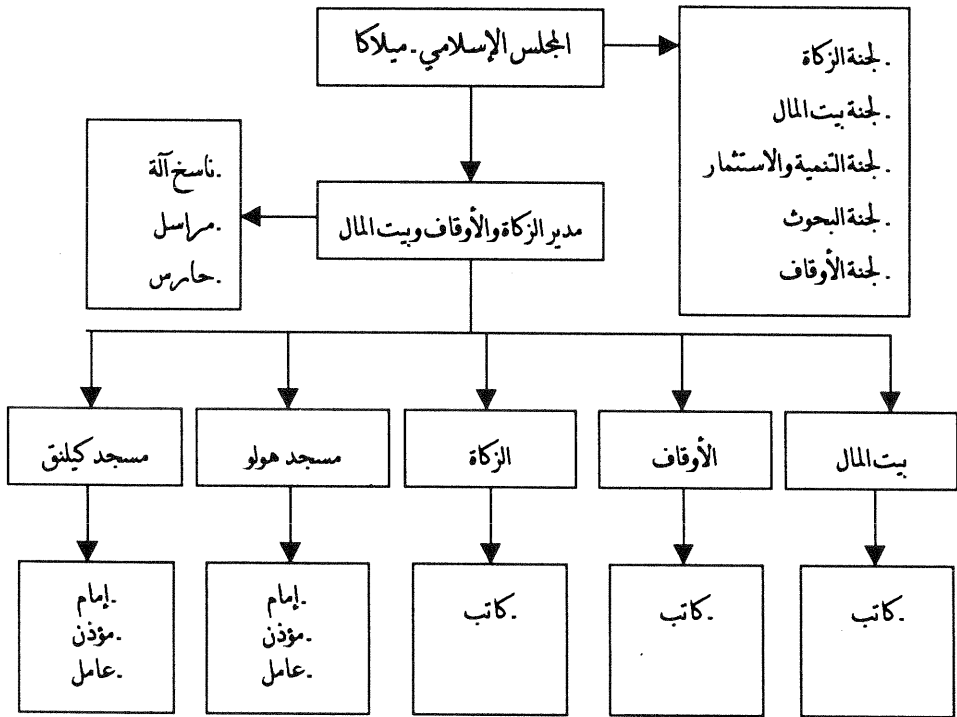 المجلس الإسلامي - ميلاكا
. لجنة الزكاة
. لجنة بيت المال
. لجنة التنمية والاستثمار
. لجنة البحوث
. لجنة الأوقاف
مدير الزكاة والأوقاف وبيت المال
. ناسخ آلة
. مراسل
. حارس
بيت المال
الأوقاف
الزكاة
مسجد هولو
مسجد كيلنق
. كاتب
. كاتب
. كاتب
. إمام
. مؤذن
. عامل
. إمام
. مؤذن
. عامل